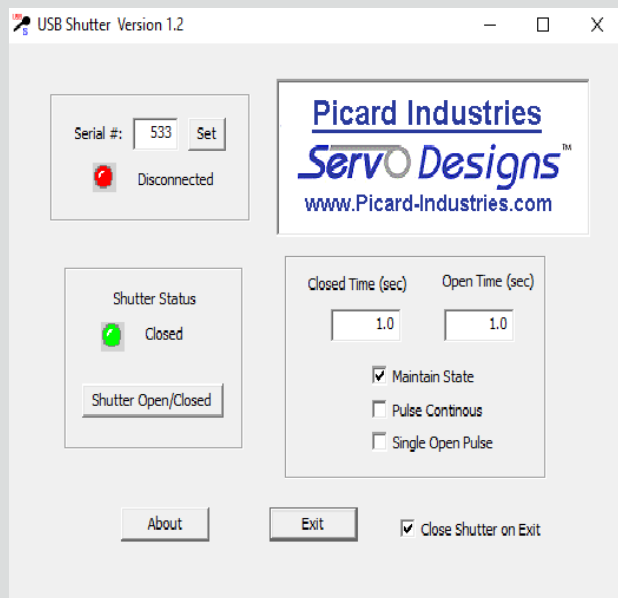 USB Shutter Version 1.2
Serial #: 533 Set
Disconnected
Picard Industries
Servo Designs™
www.Picard-Industries.com
Shutter Status
Closed
Shutter Open/Closed
Closed Time (sec) Open Time (sec)
1.0 1.0
Maintain State
Pulse Continous
Single Open Pulse
About Exit Close Shutter on Exit